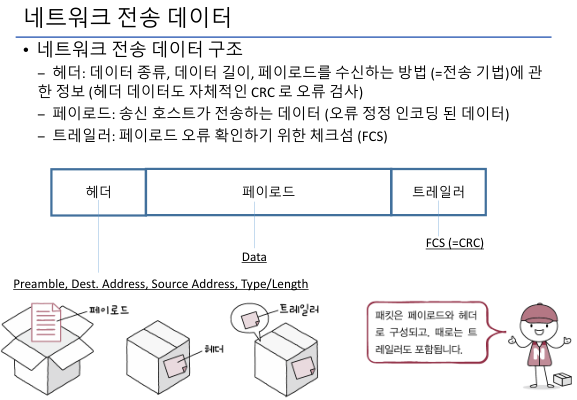 네트워크 전송 데이터
• 네트워크 전송 데이터 구조
– 헤더: 데이터 종류, 데이터 길이, 페이로드를 수신하는 방법 (=전송 기법)에 관
한 정보 (헤더 데이터도 자체적인 CRC 로 오류 검사)
– 페이로드: 송신 호스트가 전송하는 데이터 (오류 정정 인코딩 된 데이터)
– 트레일러: 페이로드 오류 확인하기 위한 체크섬 (FCS)
헤더 페이로드 트레일러
FCS (=CRC)
Data
Preamble, Dest. Address, Source Address, Type/Length
페이로드
헤더
트레일러
패킷은 페이로드와 헤더
로 구성되고, 때로는 트
레일러도 포함됩니다.
N